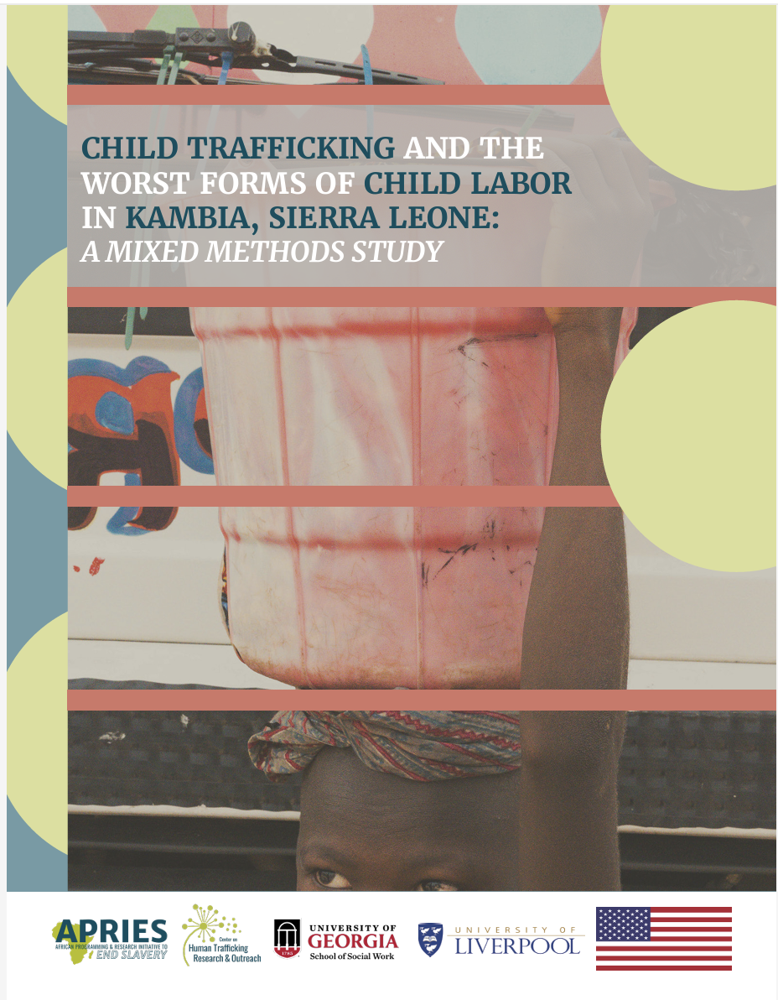 CHILD TRAFFICKING AND THE
WORST FORMS OF CHILD LABOR
IN KAMBIA, SIERRA LEONE:
A MIXED METHODS STUDY
APRIES
AFRICAN PROGRAMMING & RESEARCH INITIATIVE TO
END SLAVERY
Center on
Human Trafficking
Research & Outreach
1785
UNIVERSITY OF
GEORGIA
School of Social Work
UNIVERSITY OF
LIVERPOOL